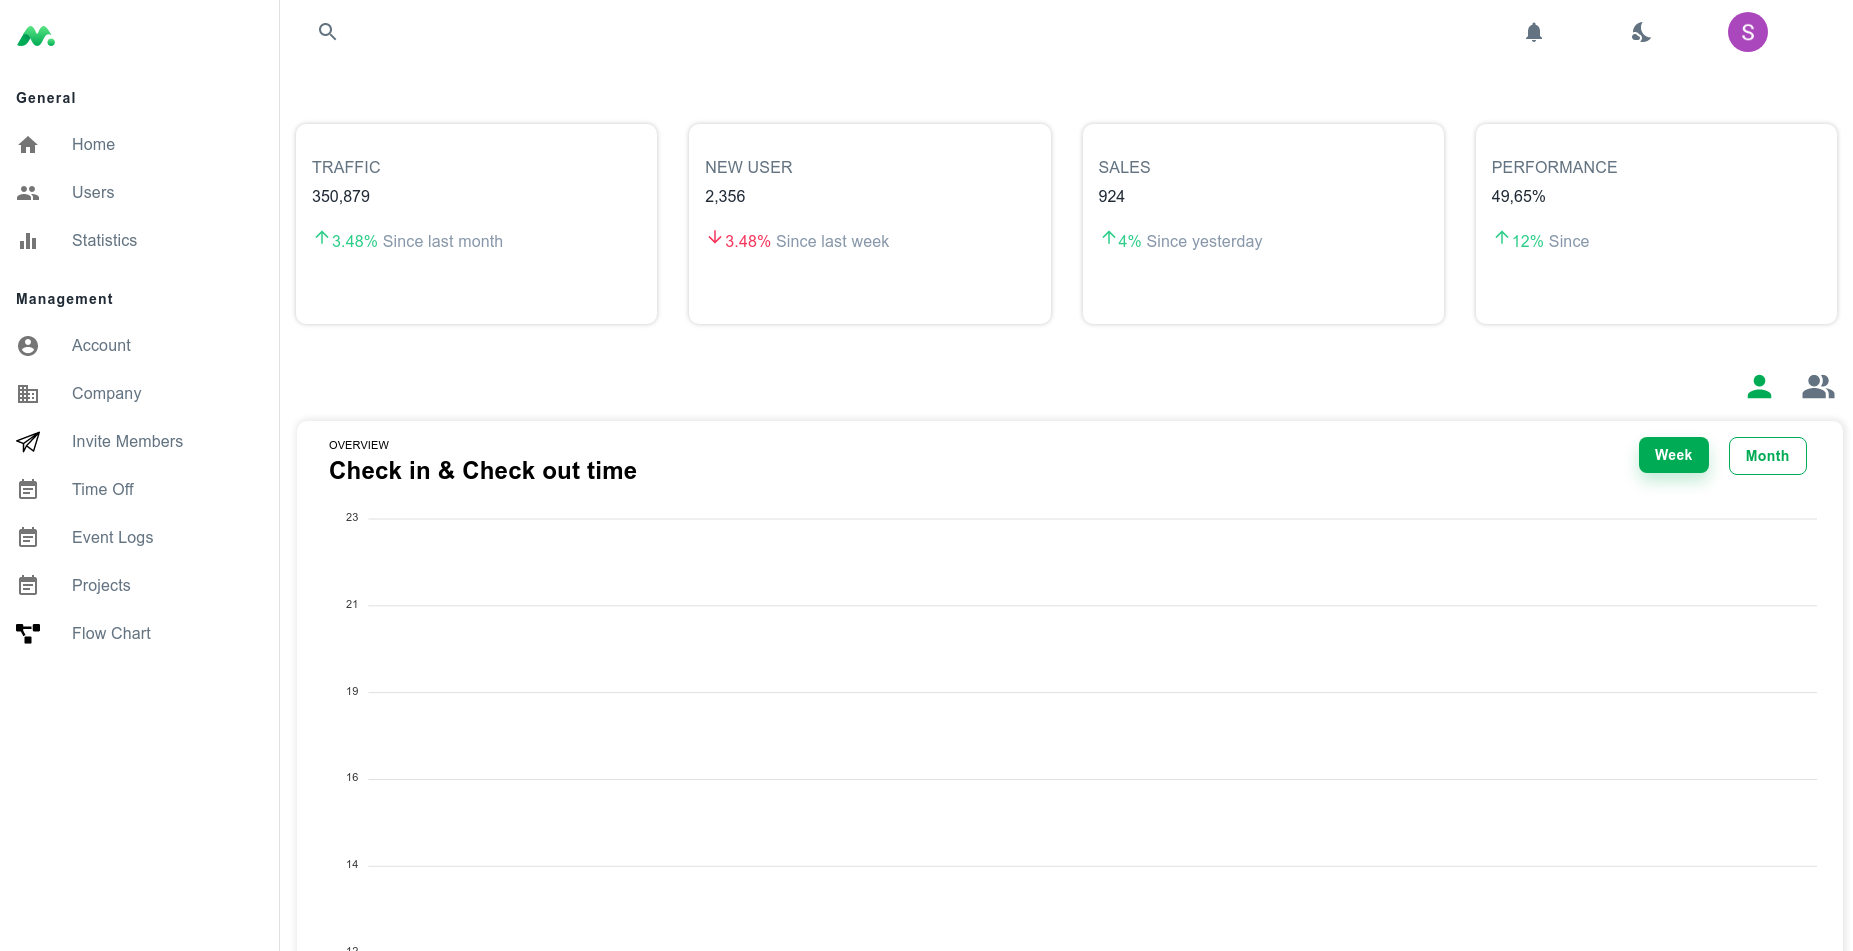 S
General
Home
Users
Statistics
Management
Account
Company
Invite Members
Time Off
Event Logs
Projects
Flow Chart
TRAFFIC
350,879
3.48% Since last month
NEW USER
2,356
3.48% Since last week
SALES
924
4% Since yesterday
PERFORMANCE
49,65%
12% Since
OVERVIEW
Check in & Check out time
Week
Month
23
21
19
16
14